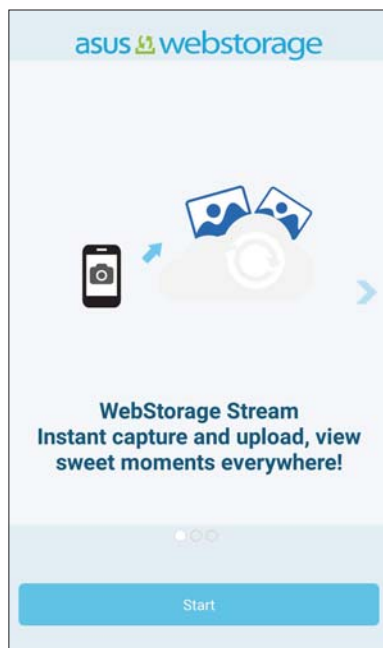 asus webstorage
WebStorage Stream
Instant capture and upload, view
sweet moments everywhere!
Start